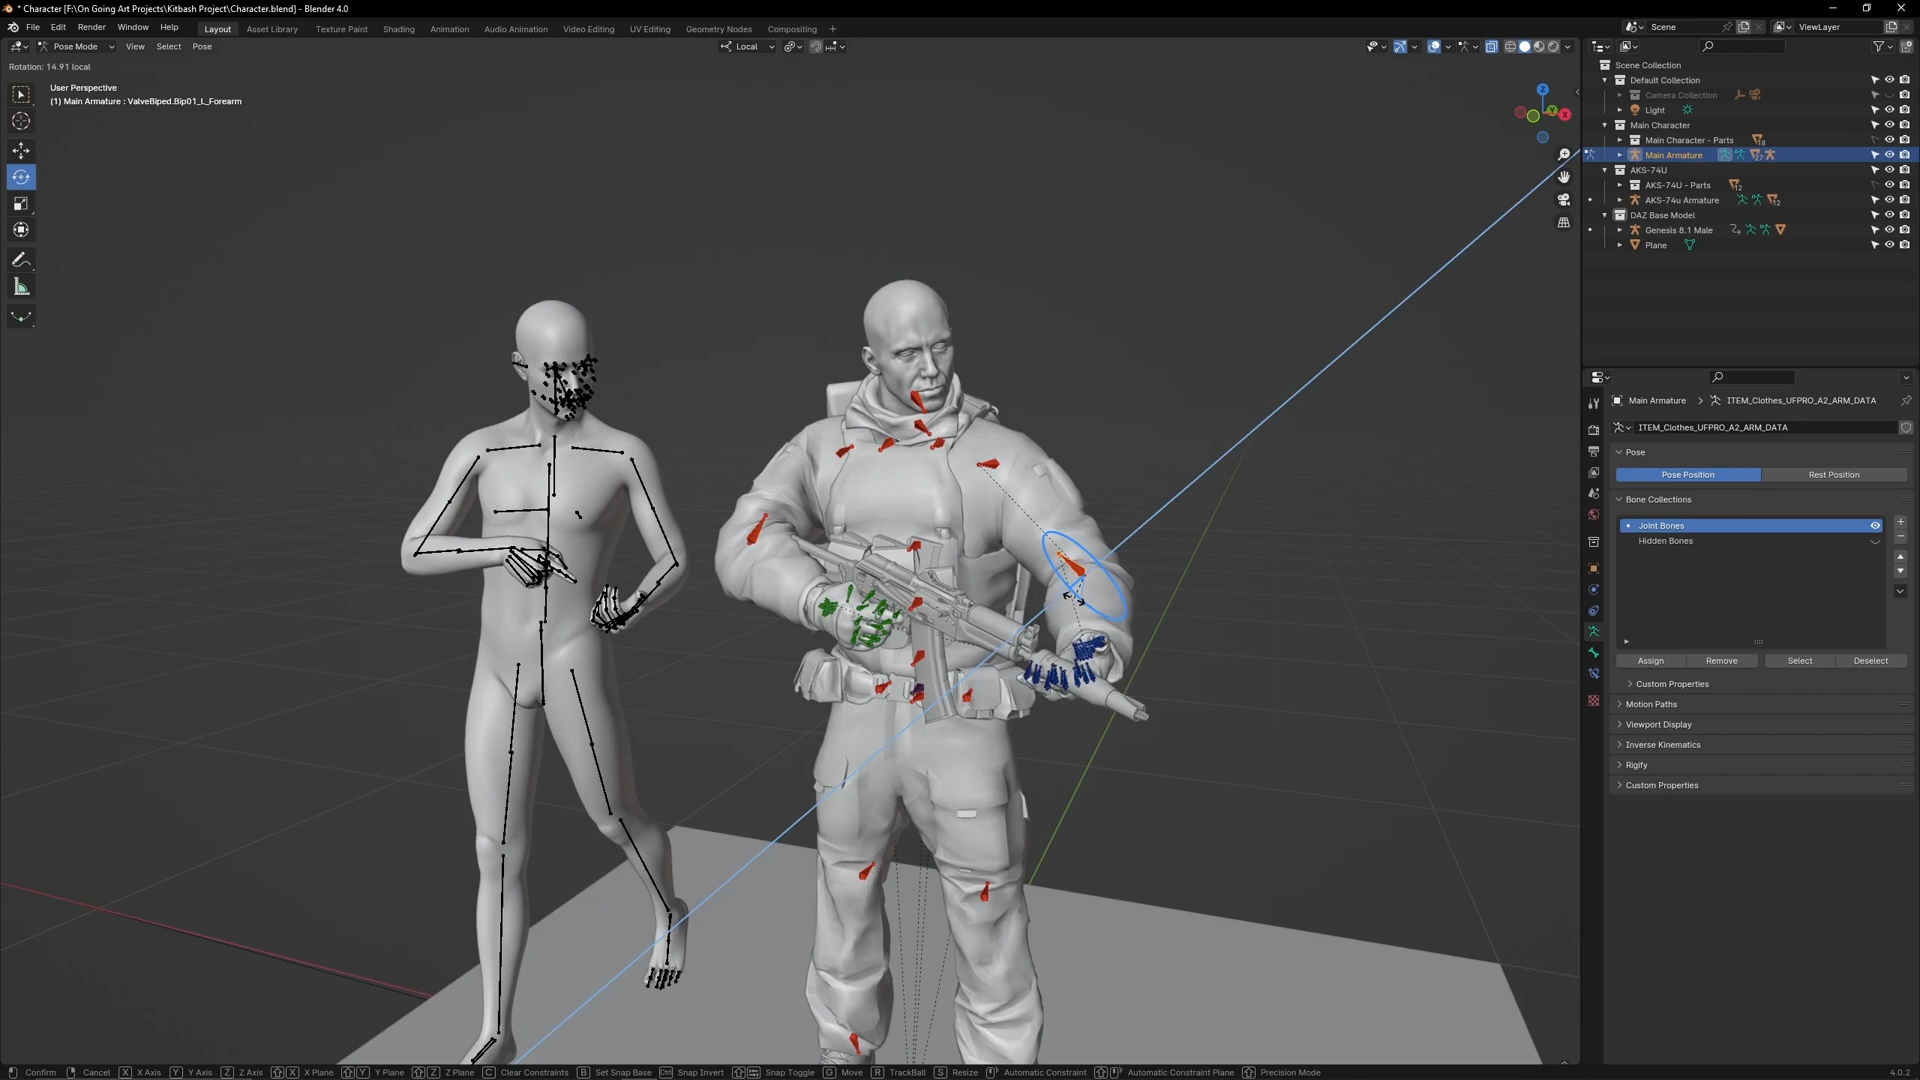 * Character [F:\On Going Art Projects\Kitbash Project\Character.blend] - Blender 4.0
File Edit Render Window Help Layout Asset Library Texture Paint Shading Animation Audio Animation Video Editing UV Editing Geometry Nodes Compositing + Scene ViewLayer
Pose Mode View Select Pose Local
Rotation: 14.91 local
User Perspective
(1) Main Armature : ValveBiped.Bip01_L_Forearm
Z
Y
X
Scene Collection
Default Collection
Camera Collection
Light
Main Character
Main Character - Parts 18
Main Armature 27
AKS-74U
AKS-74U - Parts 12
AKS-74u Armature 12
DAZ Base Model
Genesis 8.1 Male
Plane
Main Armature ITEM_Clothes_UFPRO_A2_ARM_DATA
ITEM_Clothes_UFPRO_A2_ARM_DATA
Pose
Pose Position Rest Position
Bone Collections
Joint Bones
Hidden Bones
Assign Remove Select Deselect
Custom Properties
Motion Paths
Viewport Display
Inverse Kinematics
Rigify
Custom Properties
Confirm Cancel X X Axis Y Y Axis Z Z Axis X X Plane Y Y Plane Z Z Plane C Clear Constraints B Set Snap Base Ctrl Snap Invert Snap Toggle G Move R TrackBall S Resize Automatic Constraint Automatic Constraint Plane Precision Mode 4.0.2